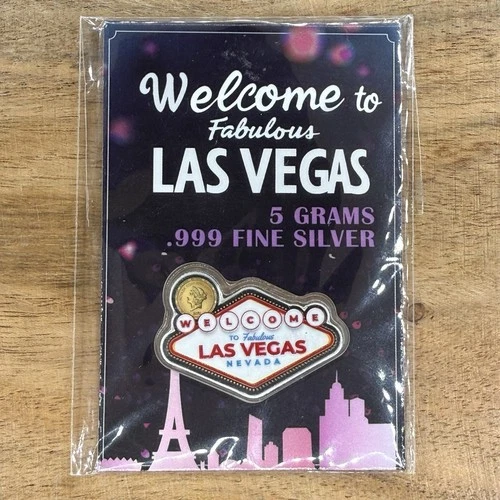 Welcome to
Fabulous
LAS VEGAS
5 GRAMS
.999 FINE SILVER
WELCOME
TO Fabulous
LAS VEGAS
NEVADA